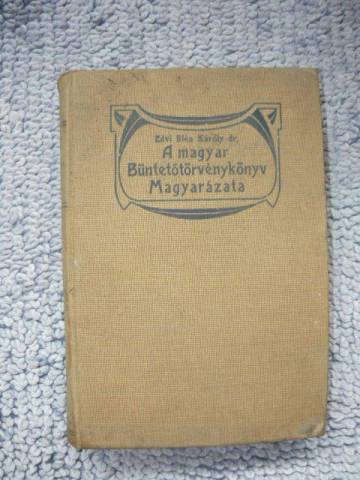 Edvi Illés Károly dr.
A magyar
Büntetőtörvénykönyv
Magyarázata